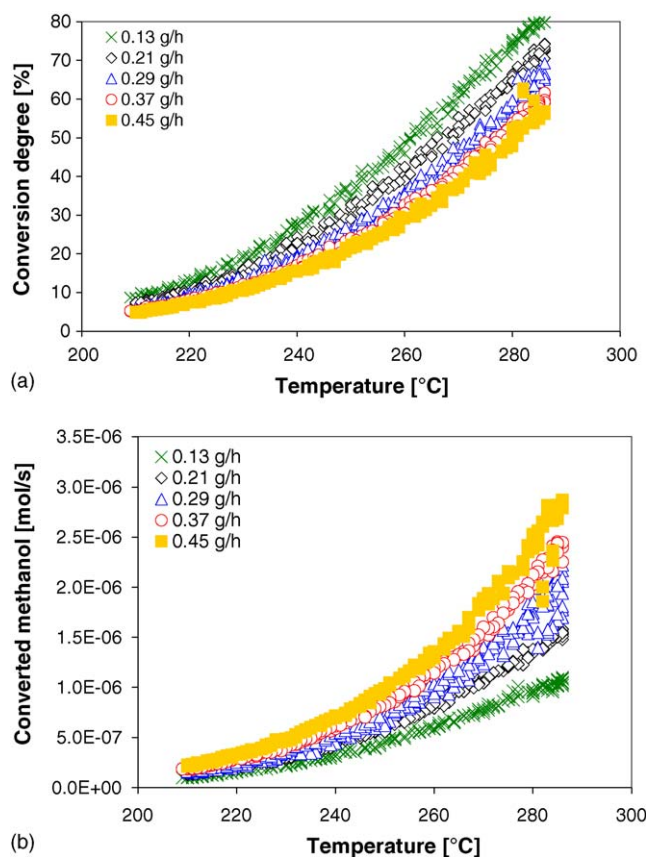 80
70
60
50
40
30
20
10
0
Conversion degree [%]
0.13 g/h
0.21 g/h
0.29 g/h
0.37 g/h
0.45 g/h
200 220 240 260 280 300
Temperature [°C]
(a)
3.5E-06
3.0E-06
2.5E-06
2.0E-06
1.5E-06
1.0E-06
5.0E-07
0.0E+00
Converted methanol [mol/s]
0.13 g/h
0.21 g/h
0.29 g/h
0.37 g/h
0.45 g/h
200 220 240 260 280 300
Temperature [°C]
(b)